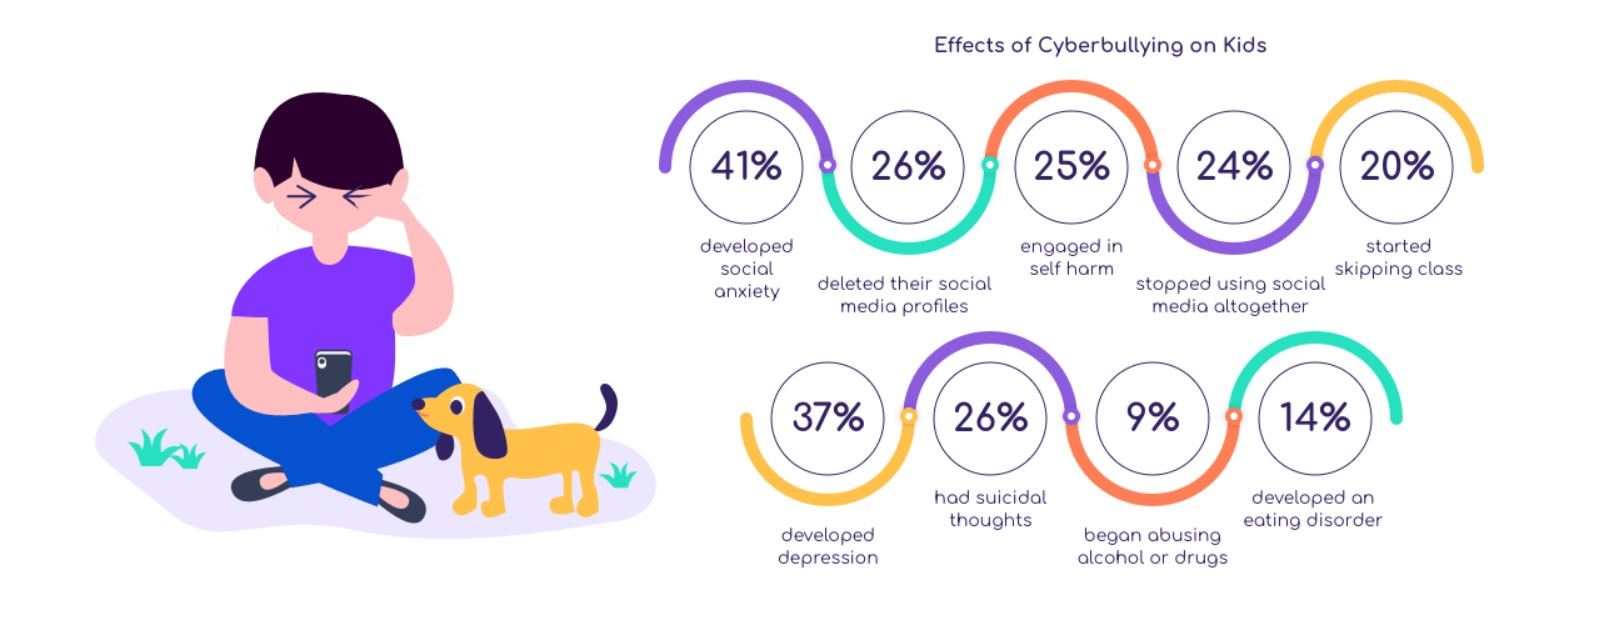 Effects of Cyberbullying on Kids
41%
26%
25%
24%
20%
developed
social
anxiety
deleted their social
media profiles
engaged in
self harm
stopped using social
media altogether
started
skipping class
37%
26%
9%
14%
developed
depression
had suicidal
thoughts
began abusing
alcohol or drugs
developed an
eating disorder